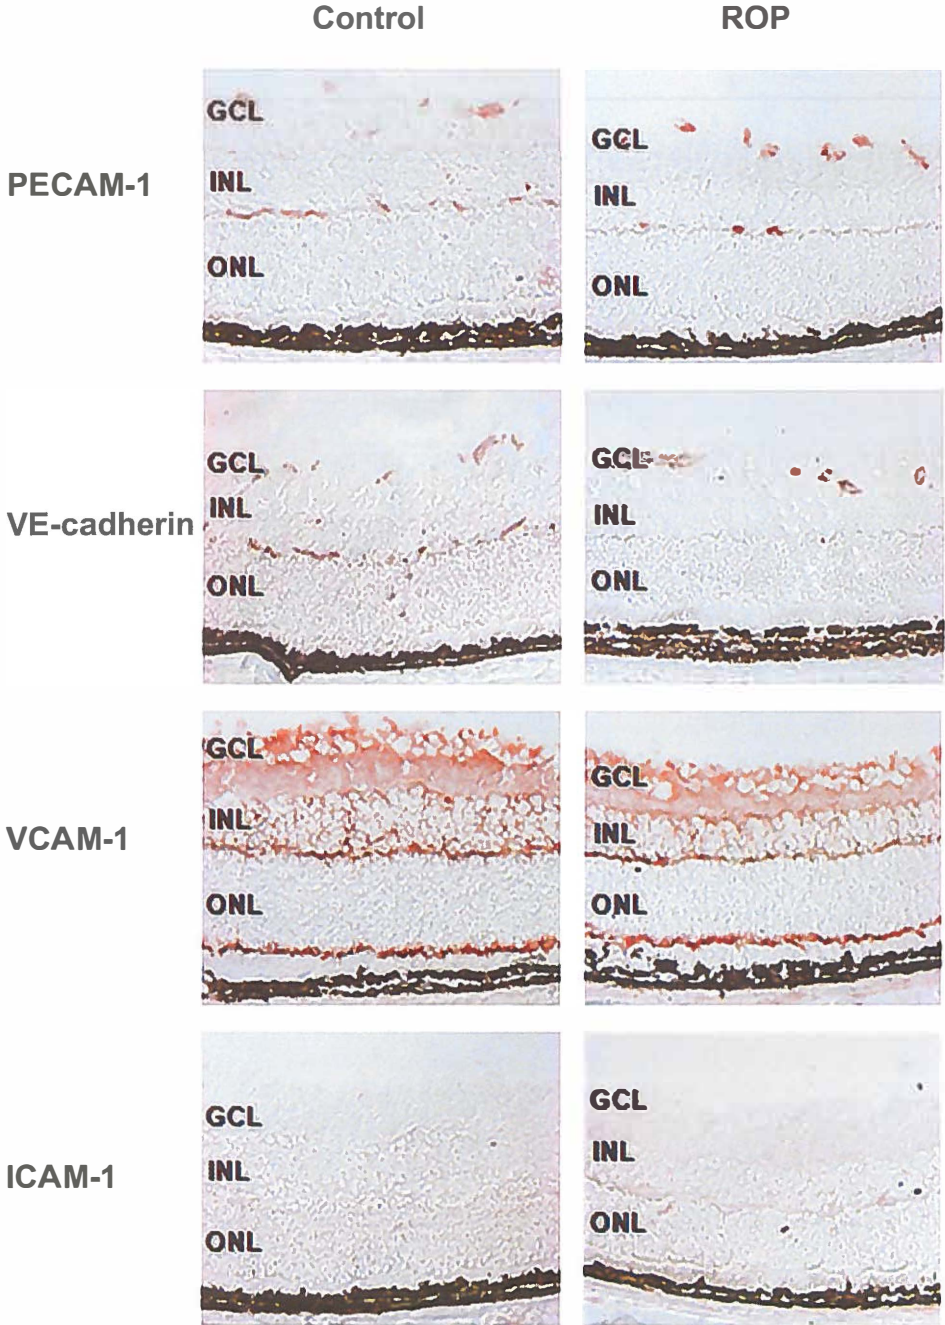 Control ROP
PECAM-1
GCL
INL
ONL
GCL
INL
ONL
VE-cadherin
GCL
INL
ONL
GCL
INL
ONL
VCAM-1
GCL
INL
ONL
GCL
INL
ONL
ICAM-1
GCL
INL
ONL
GCL
INL
ONL